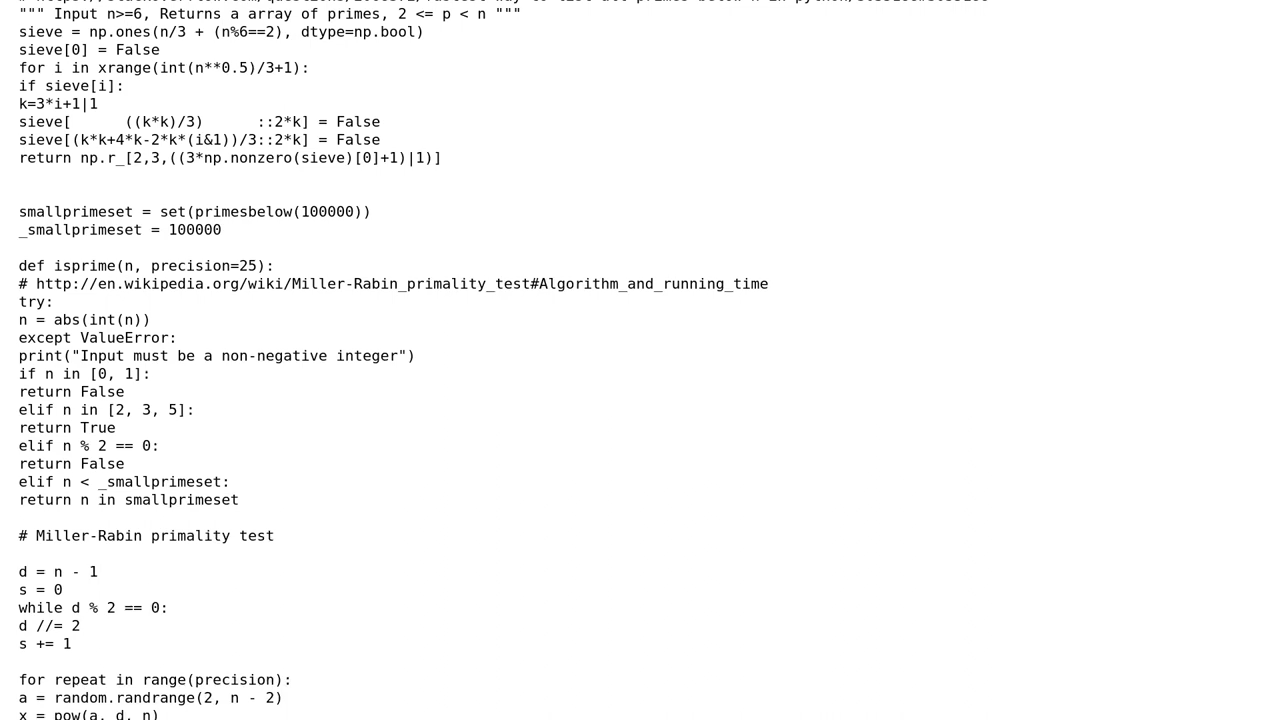 """ Input n>=6, Returns a array of primes, 2 <= p < n """
sieve = np.ones(n/3 + (n%6==2), dtype=np.bool)
sieve[0] = False
for i in xrange(int(n**0.5)/3+1):
if sieve[i]:
k=3*i+1|1
sieve[      ((k*k)/3)      ::2*k] = False
sieve[(k*k+4*k-2*k*(i&1))/3::2*k] = False
return np.r_[2,3,((3*np.nonzero(sieve)[0]+1)|1)]
smallprimeset = set(primesbelow(100000))
_smallprimeset = 100000
def isprime(n, precision=25):
# http://en.wikipedia.org/wiki/Miller-Rabin_primality_test#Algorithm_and_running_time
try:
n = abs(int(n))
except ValueError:
print("Input must be a non-negative integer")
if n in [0, 1]:
return False
elif n in [2, 3, 5]:
return True
elif n % 2 == 0:
return False
elif n < _smallprimeset:
return n in smallprimeset
# Miller-Rabin primality test
d = n - 1
s = 0
while d % 2 == 0:
d //= 2
s += 1
for repeat in range(precision):
a = random.randrange(2, n - 2)
x = pow(a, d, n)